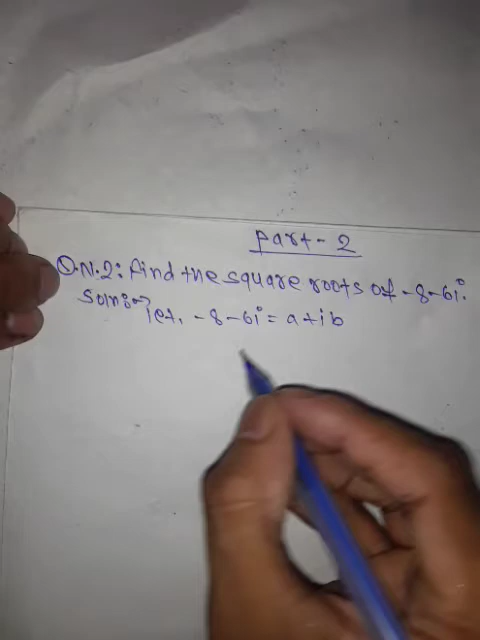 Part-2
Q.N.2: Find the square roots of -8-6i.
Soln:- let, -8-6i = a+ib